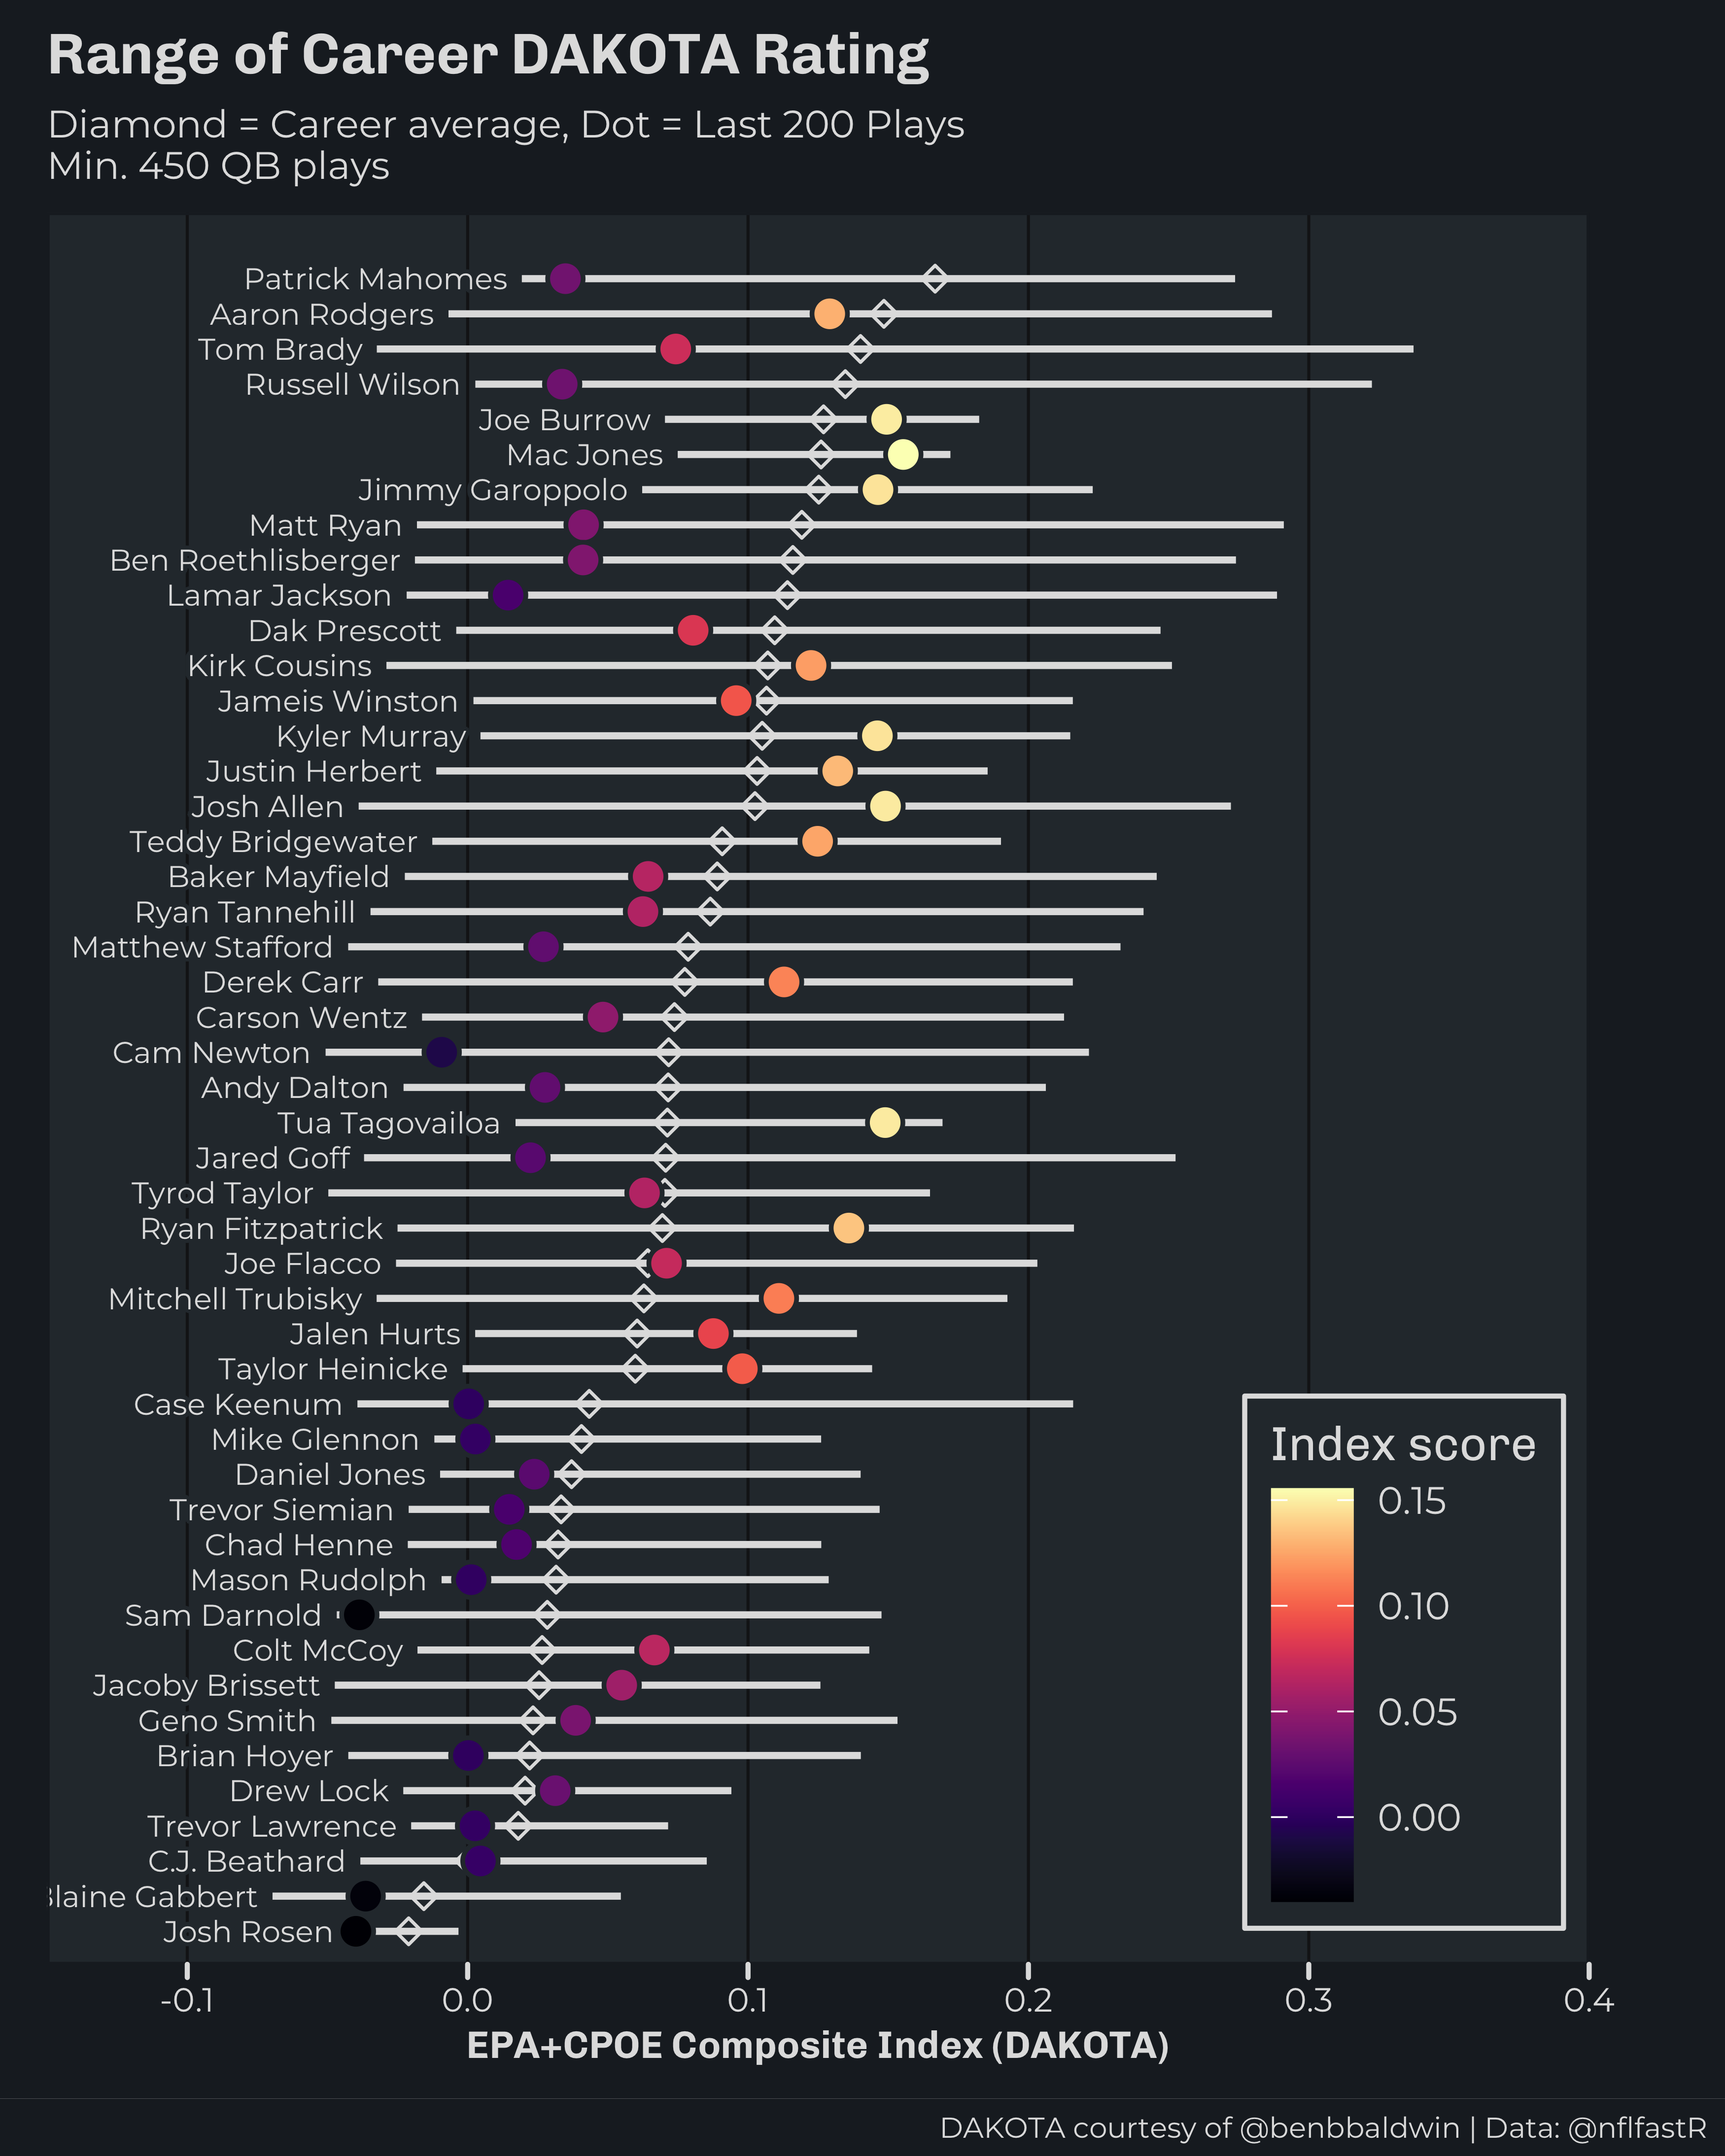 Range of Career DAKOTA Rating
Diamond = Career average, Dot = Last 200 Plays
Min. 450 QB plays
Patrick Mahomes
Aaron Rodgers
Tom Brady
Russell Wilson
Joe Burrow
Mac Jones
Jimmy Garoppolo
Matt Ryan
Ben Roethlisberger
Lamar Jackson
Dak Prescott
Kirk Cousins
Jameis Winston
Kyler Murray
Justin Herbert
Josh Allen
Teddy Bridgewater
Baker Mayfield
Ryan Tannehill
Matthew Stafford
Derek Carr
Carson Wentz
Cam Newton
Andy Dalton
Tua Tagovailoa
Jared Goff
Tyrod Taylor
Ryan Fitzpatrick
Joe Flacco
Mitchell Trubisky
Jalen Hurts
Taylor Heinicke
Case Keenum
Mike Glennon
Daniel Jones
Trevor Siemian
Chad Henne
Mason Rudolph
Sam Darnold
Colt McCoy
Jacoby Brissett
Geno Smith
Brian Hoyer
Drew Lock
Trevor Lawrence
C.J. Beathard
Blaine Gabbert
Josh Rosen
Index score
0.15
0.10
0.05
0.00
-0.1 0.0 0.1 0.2 0.3 0.4
EPA+CPOE Composite Index (DAKOTA)
DAKOTA courtesy of @benbbaldwin | Data: @nflfastR